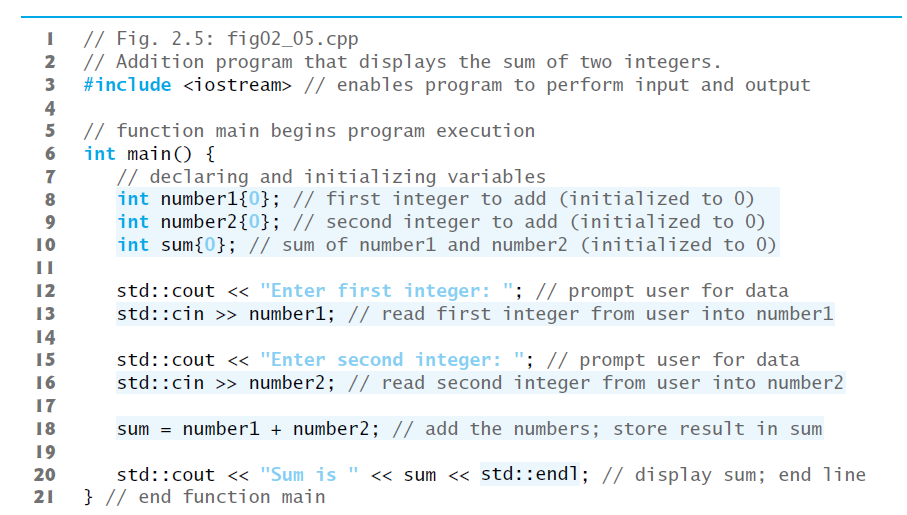 1 // Fig. 2.5: fig02_05.cpp
2 // Addition program that displays the sum of two integers.
3 #include <iostream> // enables program to perform input and output
4
5 // function main begins program execution
6 int main() {
7 // declaring and initializing variables
8 int number1{0}; // first integer to add (initialized to 0)
9 int number2{0}; // second integer to add (initialized to 0)
10 int sum{0}; // sum of number1 and number2 (initialized to 0)
11
12 std::cout << "Enter first integer: "; // prompt user for data
13 std::cin >> number1; // read first integer from user into number1
14
15 std::cout << "Enter second integer: "; // prompt user for data
16 std::cin >> number2; // read second integer from user into number2
17
18 sum = number1 + number2; // add the numbers; store result in sum
19
20 std::cout << "Sum is " << sum << std::endl; // display sum; end line
21 } // end function main